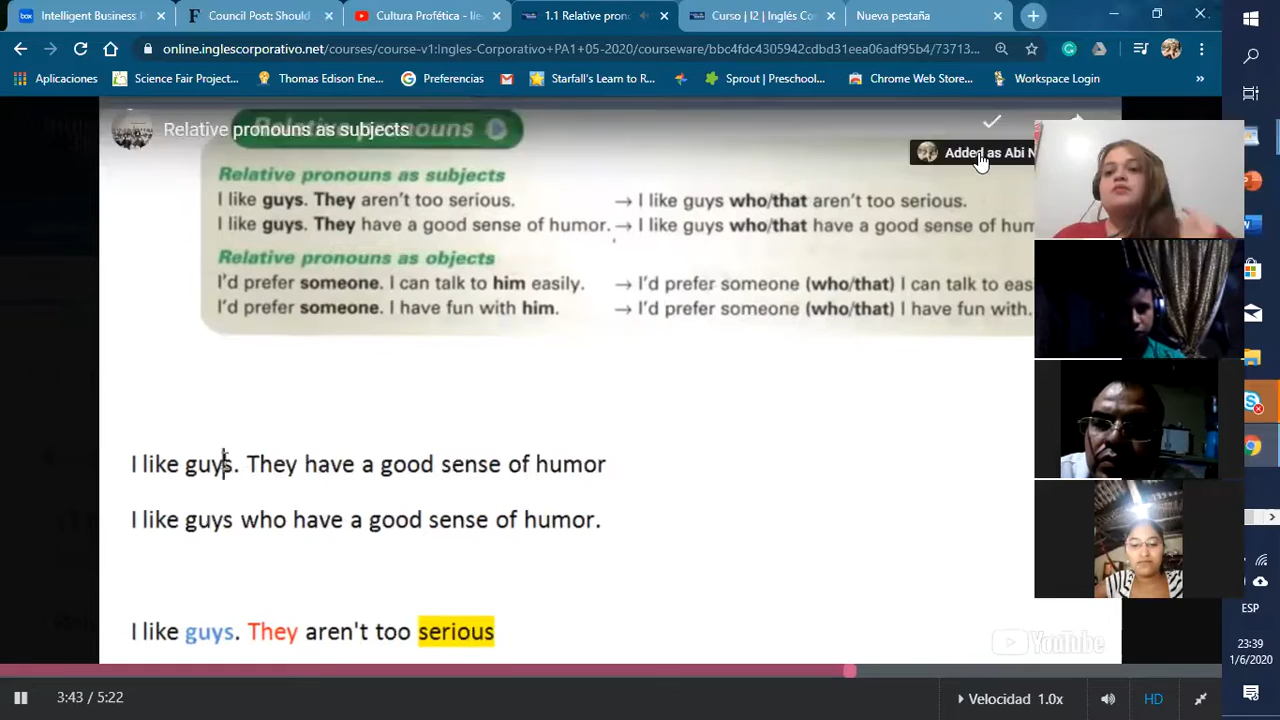 Intelligent Business P
Council Post: Should
Cultura Profética - Iles
1.1 Relative pron
Curso | I2 | Inglés Co
Nueva pestaña
online.inglescorporativo.net/courses/course-v1:Ingles-Corporativo+PA1+05-2020/courseware/bbc4fdc4305942cdbd31eea06adf95b4/73713...
Aplicaciones
Science Fair Project...
Thomas Edison Ene...
Preferencias
Starfall's Learn to R...
Sprout | Preschool...
Chrome Web Store...
Workspace Login
»
Relative pronouns
Relative pronouns as subjects
Added as Abi N
Relative pronouns as subjects
I like guys. They aren't too serious. → I like guys who/that aren't too serious.
I like guys. They have a good sense of humor. → I like guys who/that have a good sense of hum
Relative pronouns as objects
I'd prefer someone. I can talk to him easily. → I'd prefer someone (who/that) I can talk to eas
I'd prefer someone. I have fun with him. → I'd prefer someone (who/that) I have fun with.
I like guys. They have a good sense of humor
I like guys who have a good sense of humor.
I like guys. They aren't too serious
YouTube
3:43 / 5:22
Velocidad 1.0x
HD
ESP
23:39
1/6/2020